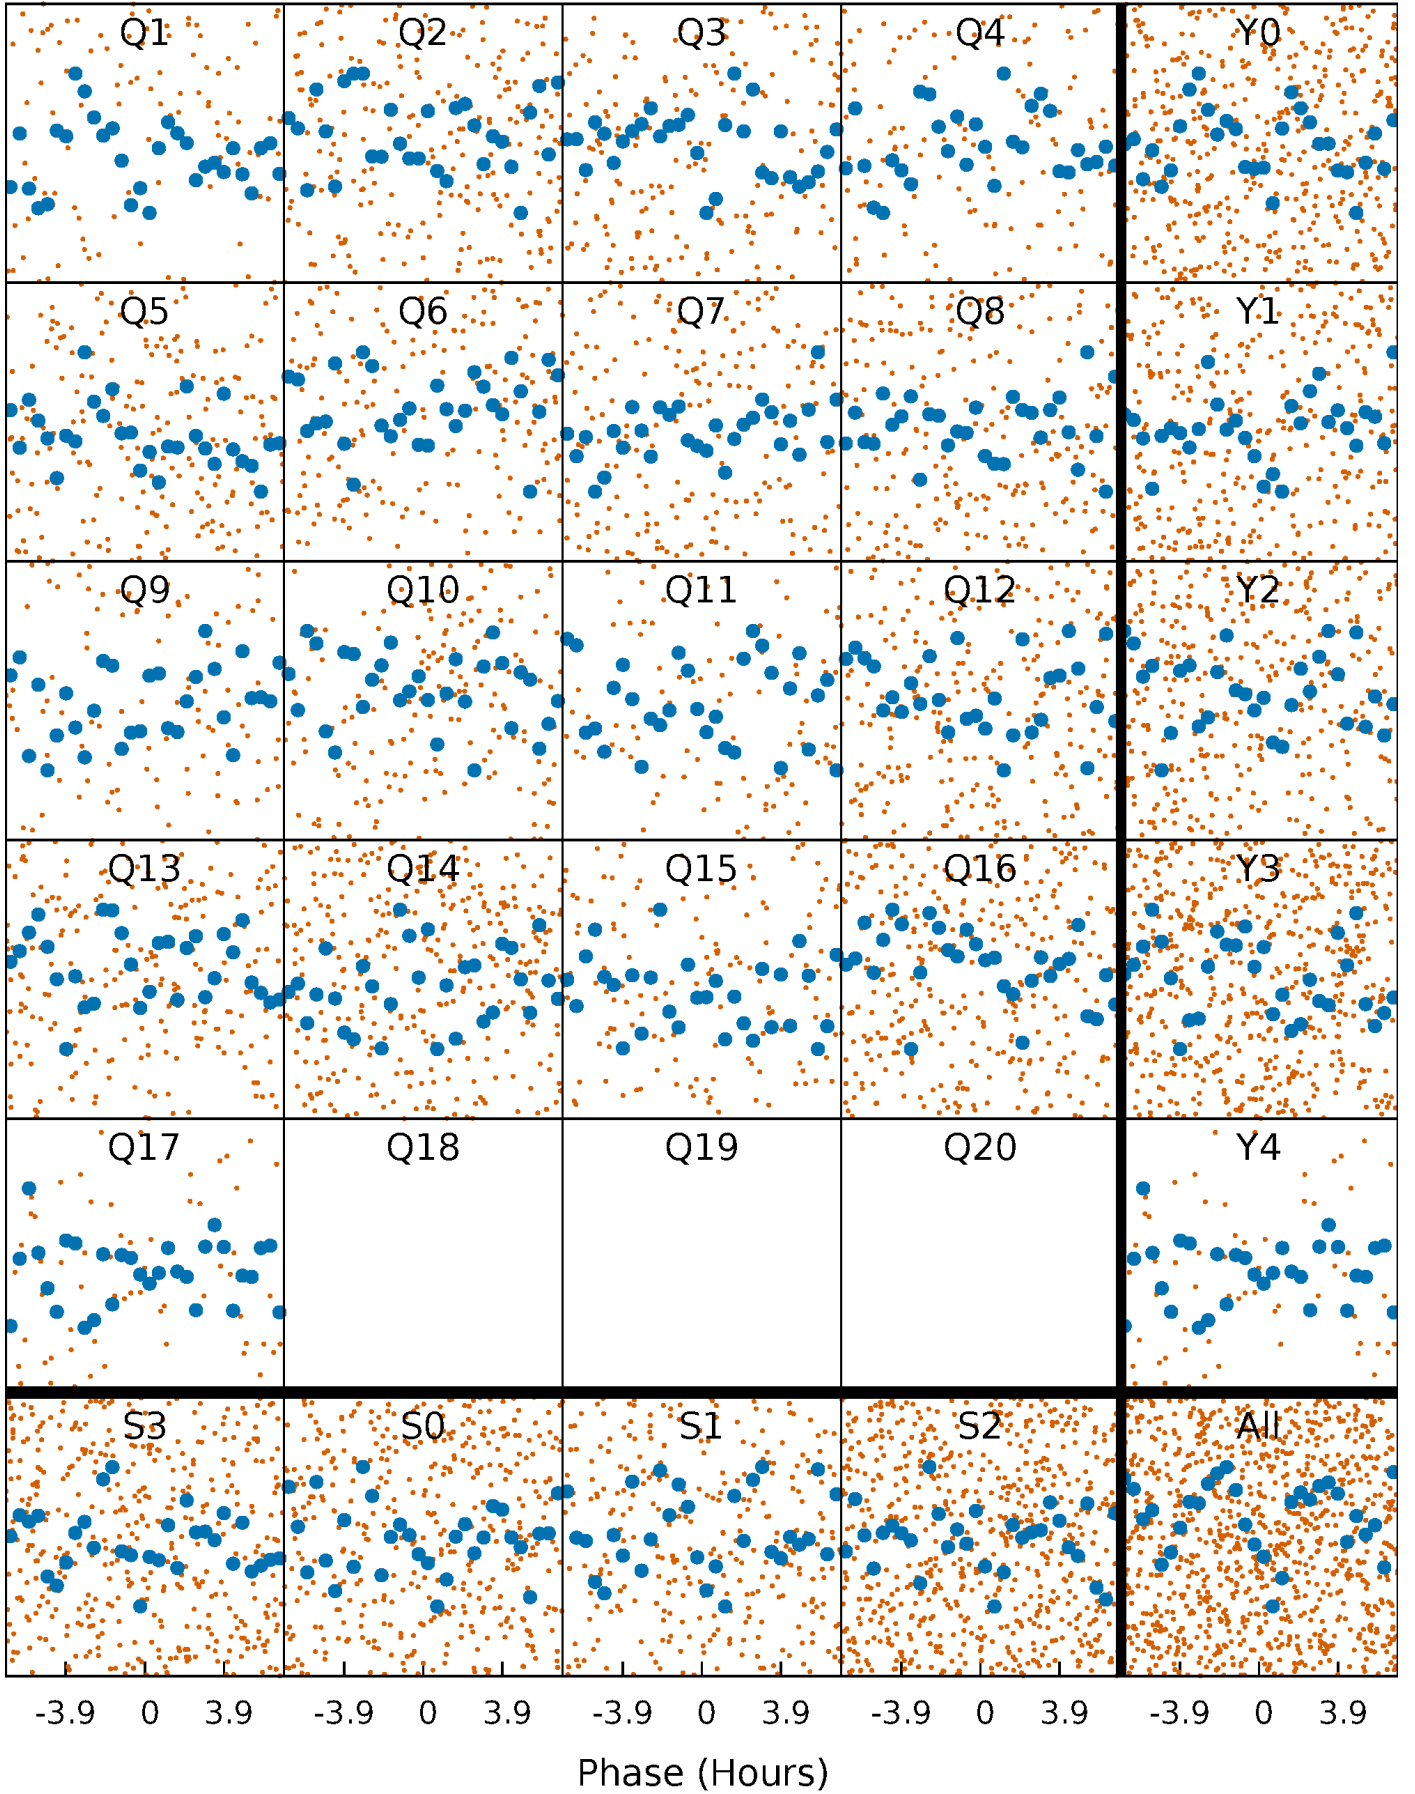 Q1 Q2 Q3 Q4 Y0
Q5 Q6 Q7 Q8 Y1
Q9 Q10 Q11 Q12 Y2
Q13 Q14 Q15 Q16 Y3
Q17 Q18 Q19 Q20 Y4
S3 S0 S1 S2 All
-3.9 0 3.9 -3.9 0 3.9 -3.9 0 3.9 -3.9 0 3.9 -3.9 0 3.9
Phase (Hours)